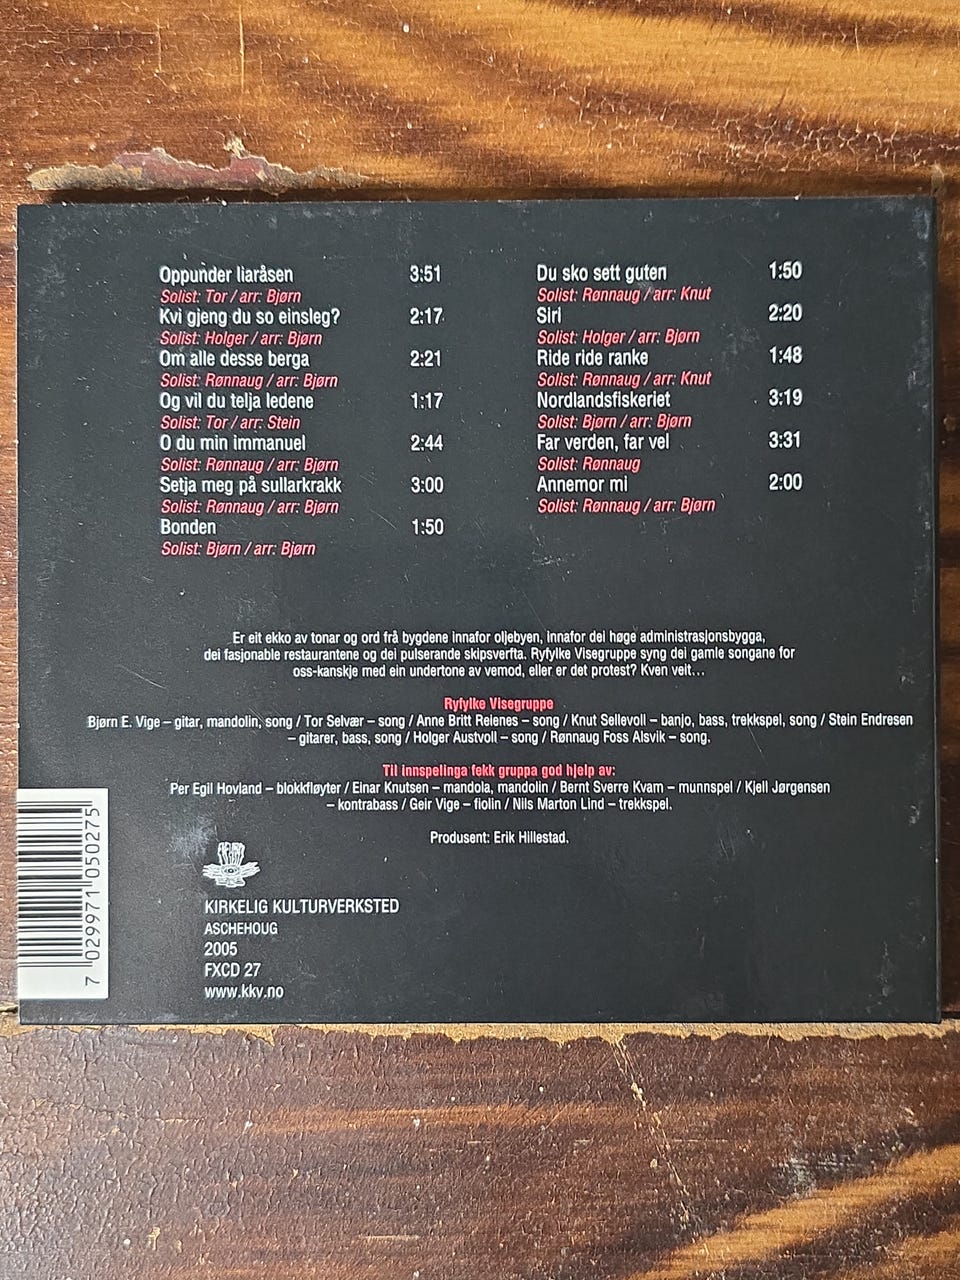 Oppunder liaråsen 3:51
Solist: Tor / arr: Bjørn
Kvi gjeng du so einsleg? 2:17
Solist: Holger / arr: Bjørn
Om alle desse berga 2:21
Solist: Rønnaug / arr: Bjørn
Og vil du telja ledene 1:17
Solist: Tor / arr: Stein
O du min immanuel 2:44
Solist: Rønnaug / arr: Bjørn
Setja meg på sullarkrakk 3:00
Solist: Rønnaug / arr: Bjørn
Bonden 1:50
Solist: Bjørn / arr: Bjørn
Du sko sett guten 1:50
Solist: Rønnaug / arr: Knut
Siri 2:20
Solist: Holger / arr: Bjørn
Ride ride ranke 1:48
Solist: Rønnaug / arr: Knut
Nordlandsfiskeriet 3:19
Solist: Bjørn / arr: Bjørn
Far verden, far vel 3:31
Solist: Rønnaug
Annemor mi 2:00
Solist: Rønnaug / arr: Bjørn
Er eit ekko av tonar og ord frå bygdene innafor oljebyen, innafor dei høge administrasjonsbygga,
dei fasjonable restaurantene og dei pulserande skipsverfta. Ryfylke Visegruppe syng dei gamle songane for
oss-kanskje med ein undertone av vemod, eller er det protest? Kven veit...
Ryfylke Visegruppe
Bjørn E. Vige – gitar, mandolin, song / Tor Selvær – song / Anne Britt Reienes – song / Knut Sellevoll – banjo, bass, trekkspel, song / Stein Endresen
– gitarer, bass, song / Holger Austvoll – song / Rønnaug Foss Alsvik – song.
Til innspelinga fekk gruppa god hjelp av:
Per Egil Hovland – blokkfløyter / Einar Knutsen – mandola, mandolin / Bernt Sverre Kvam – munnspel / Kjell Jørgensen
– kontrabass / Geir Vige – fiolin / Nils Marton Lind – trekkspel.
Produsent: Erik Hillestad.
KIRKELIG KULTURVERKSTED
ASCHEHOUG
2005
FXCD 27
www.kkv.no
7 029971 050275